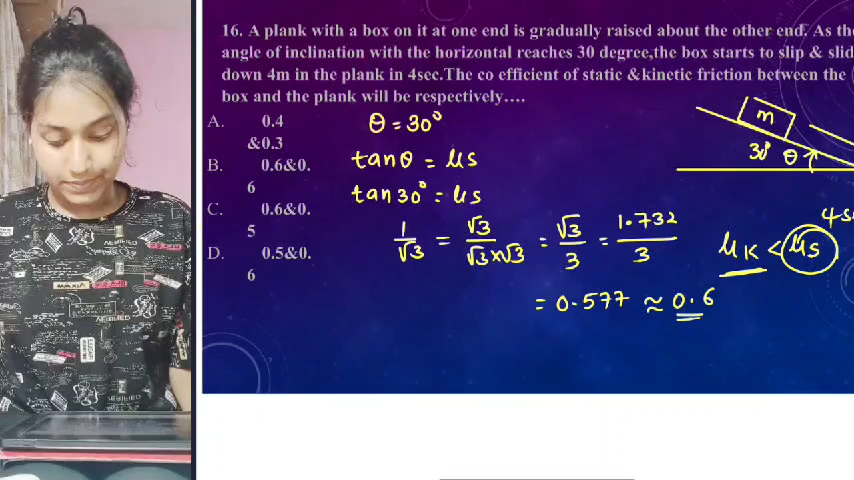 16. A plank with a box on it at one end is gradually raised about the other end. As the
angle of inclination with the horizontal reaches 30 degree,the box starts to slip & slid
down 4m in the plank in 4sec.The co efficient of static &kinetic friction between the
box and the plank will be respectively….
A. 0.4
&0.3
B. 0.6&0.
6
C. 0.6&0.
5
D. 0.5&0.
6
θ = 30°
tanθ = μs
tan30° = μs
1/√3 = √3/√3×√3 = √3/3 = 1.732/3
= 0.577 ≈ 0.6
m
30° θ
4s
μK < μs